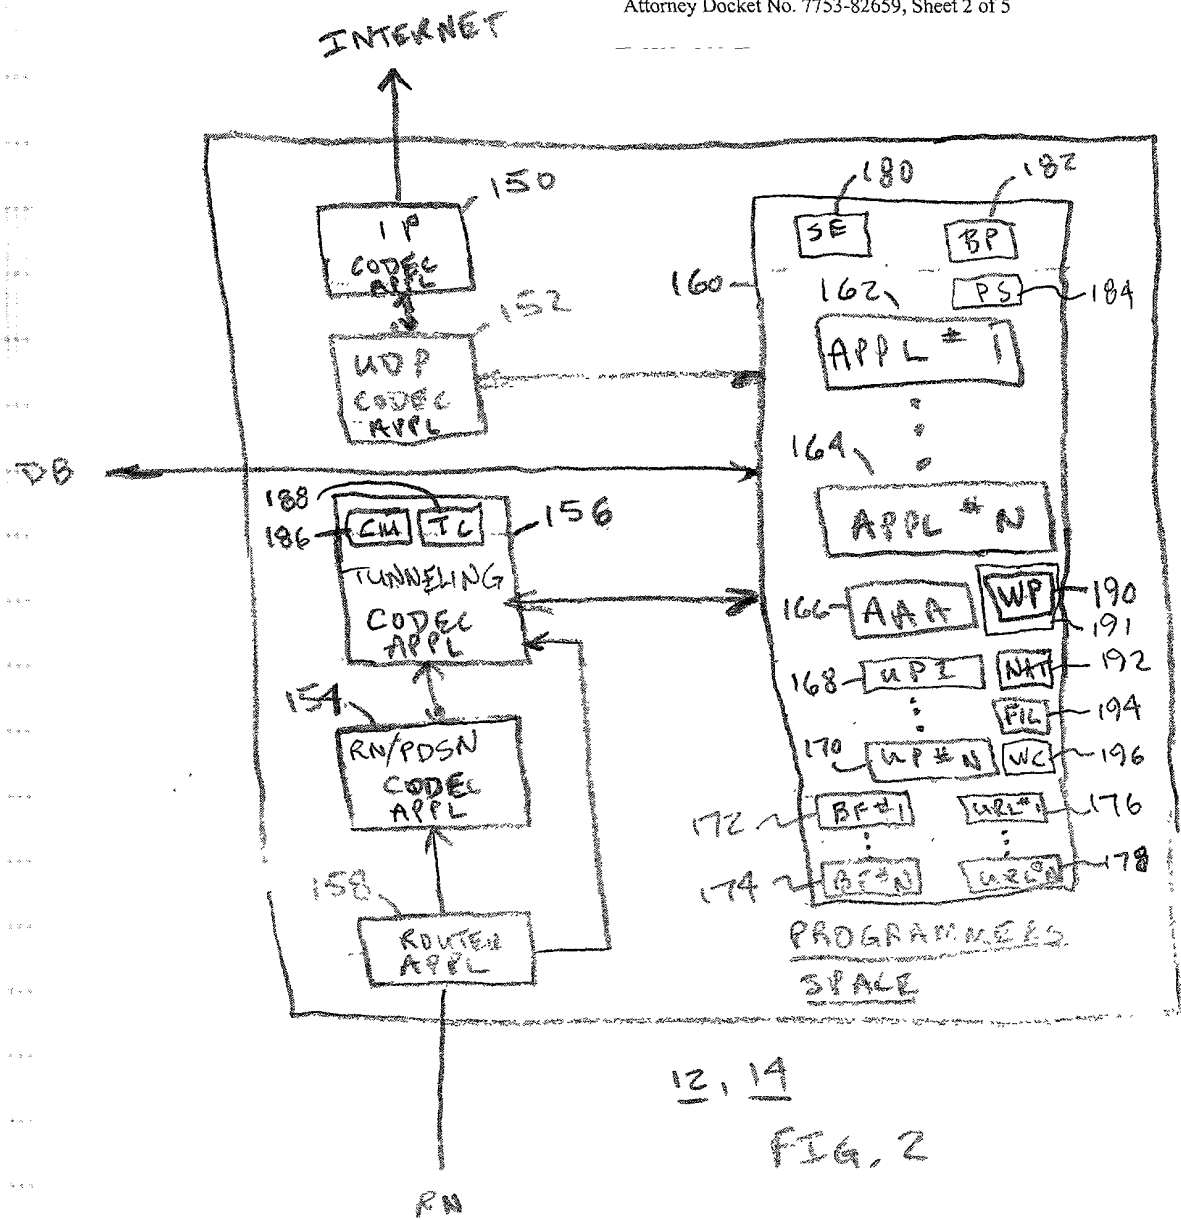 Attorney Docket No. 7753-82659, Sheet 2 of 5
INTERNET
150
IP
CODEC
APPL
152
UDP
CODEC
APPL
DB
188
186
CM
TC
156
TUNNELING
CODEC
APPL
154
RN/PDSN
CODEC
APPL
158
ROUTER
APPL
RN
160
180
SE
182
BP
PS
184
162
APPL #1
164
APPL #N
166
AAA
WP
190
191
168
UPI
NAT
192
FIL
194
170
UP#N
WC
196
172
BF#1
URL#1
176
174
BF#N
URL#N
178
PROGRAMMERS
SPACE
12, 14
FIG. 2